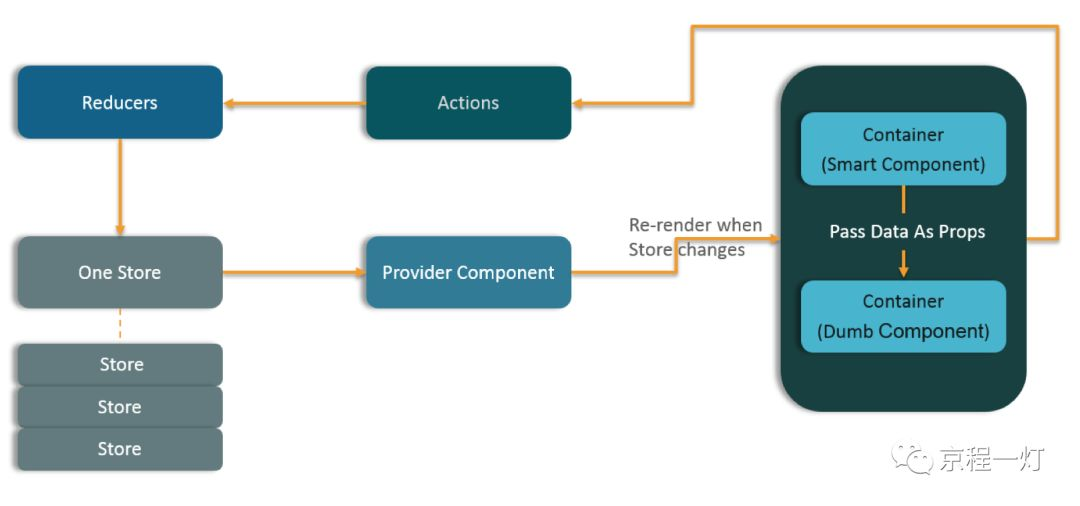 Reducers
Actions
Container
(Smart Component)
Re-render when
Store changes
Pass Data As Props
One Store
Provider Component
Container
(Dumb Component)
Store
Store
Store
京程一灯